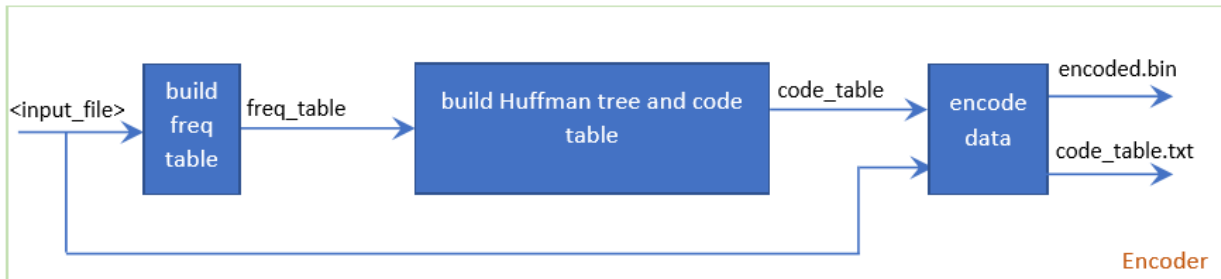 <input_file>
build
freq
table
freq_table
build Huffman tree and code
table
code_table
encode
data
encoded.bin
code_table.txt
Encoder